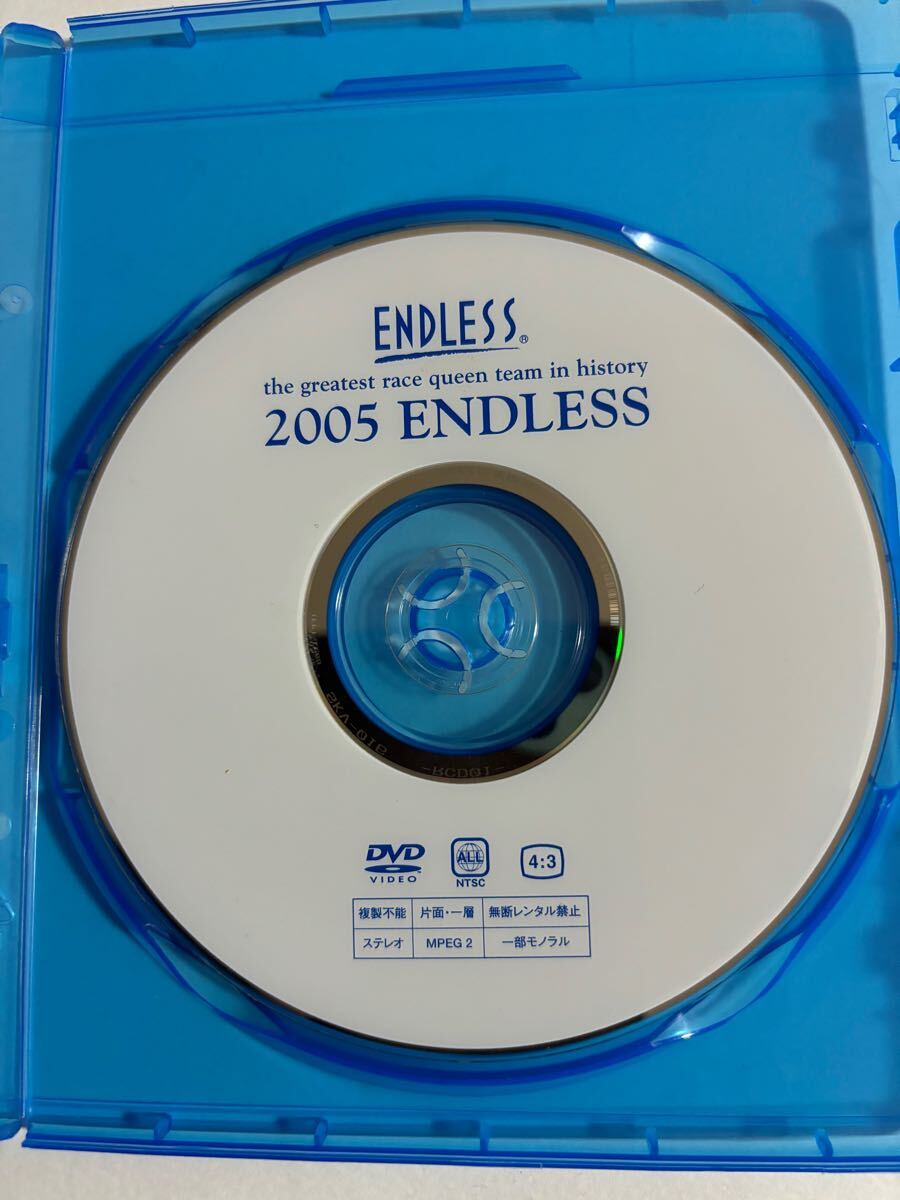 ENDLESS®
the greatest race queen team in history
2005 ENDLESS
DVD
VIDEO
ALL
NTSC
4:3
複製不能 片面・一層 無断レンタル禁止
ステレオ MPEG 2 一部モノラル